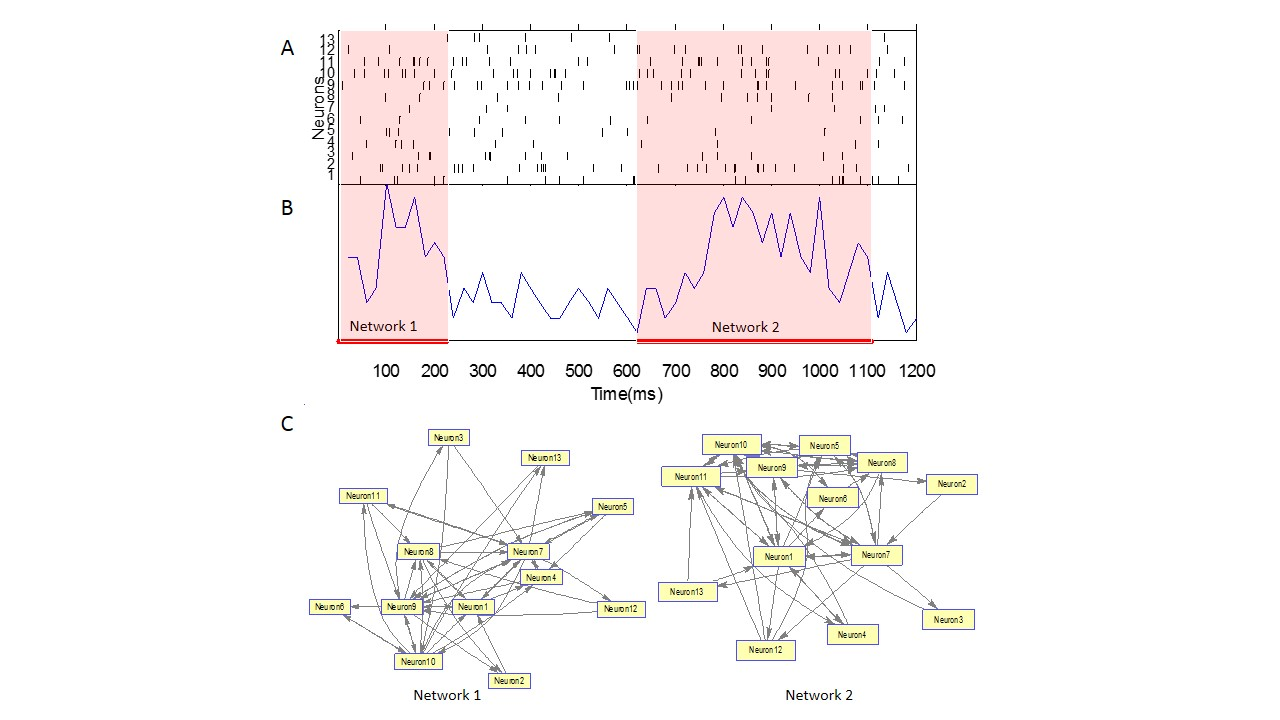 A
Neurons
13
12
11
10
9
8
7
6
5
4
3
2
1
B
Network 1
Network 2
100 200 300 400 500 600 700 800 900 1000 1100 1200
Time(ms)
C
Neuron3
Neuron13
Neuron11
Neuron5
Neuron8
Neuron7
Neuron4
Neuron6
Neuron9
Neuron1
Neuron12
Neuron10
Neuron2
Network 1
Neuron10
Neuron5
Neuron9
Neuron8
Neuron11
Neuron2
Neuron6
Neuron1
Neuron7
Neuron13
Neuron3
Neuron4
Neuron12
Network 2